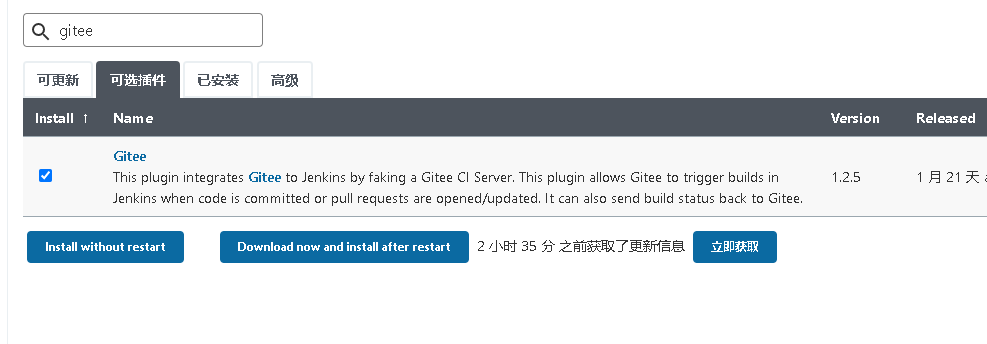 gitee
可更新 可选插件 已安装 高级
Install ↑ Name Version Released
Gitee
This plugin integrates Gitee to Jenkins by faking a Gitee CI Server. This plugin allows Gitee to trigger builds in
1.2.5 1 月 21 天 a
Jenkins when code is committed or pull requests are opened/updated. It can also send build status back to Gitee.
Install without restart Download now and install after restart 2 小时 35 分 之前获取了更新信息 立即获取